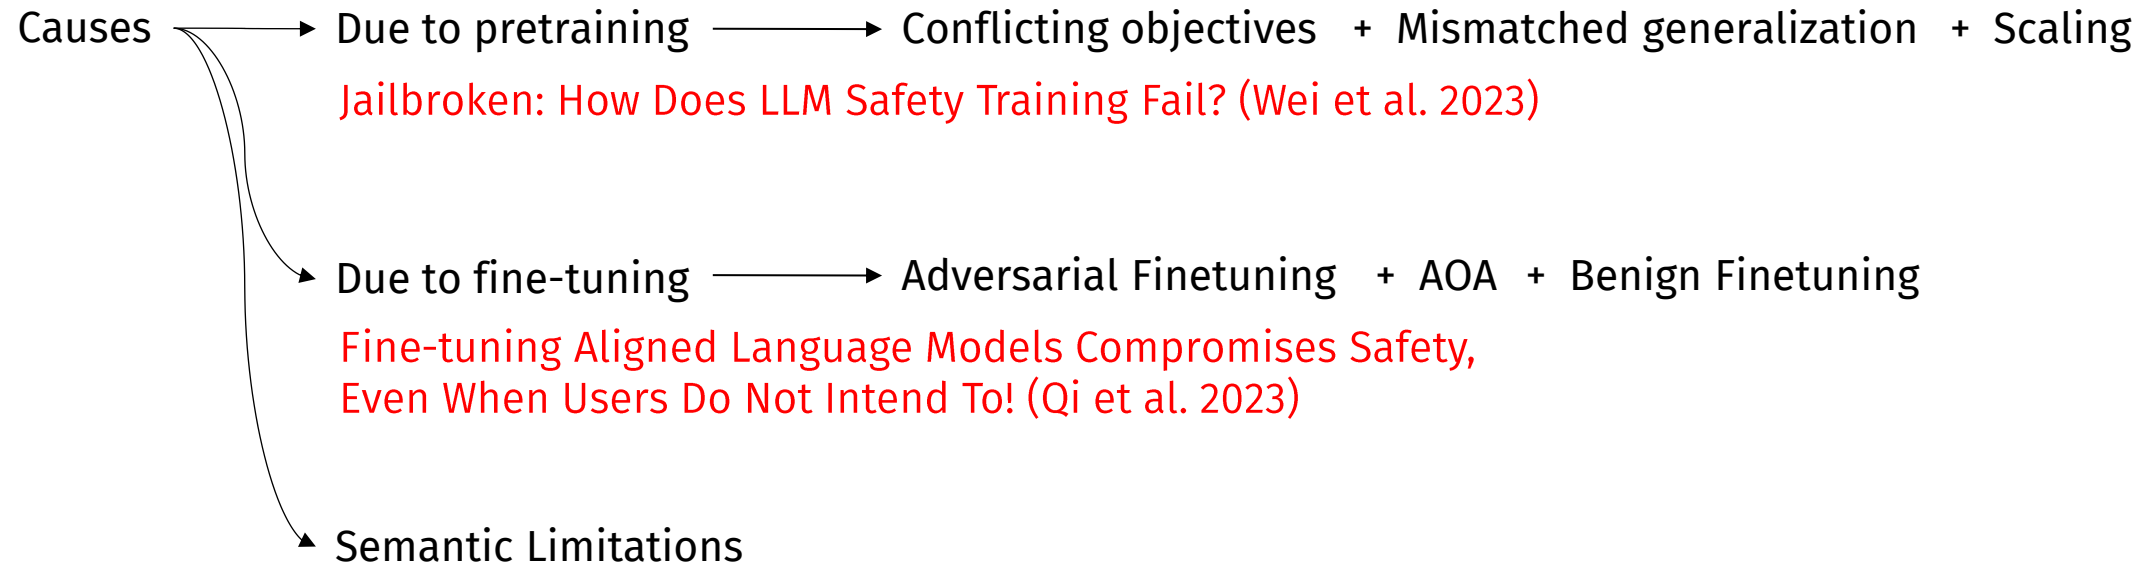 Causes Due to pretraining Conflicting objectives + Mismatched generalization + Scaling
Jailbroken: How Does LLM Safety Training Fail? (Wei et al. 2023)
Due to fine-tuning Adversarial Finetuning + AOA + Benign Finetuning
Fine-tuning Aligned Language Models Compromises Safety,
Even When Users Do Not Intend To! (Qi et al. 2023)
Semantic Limitations